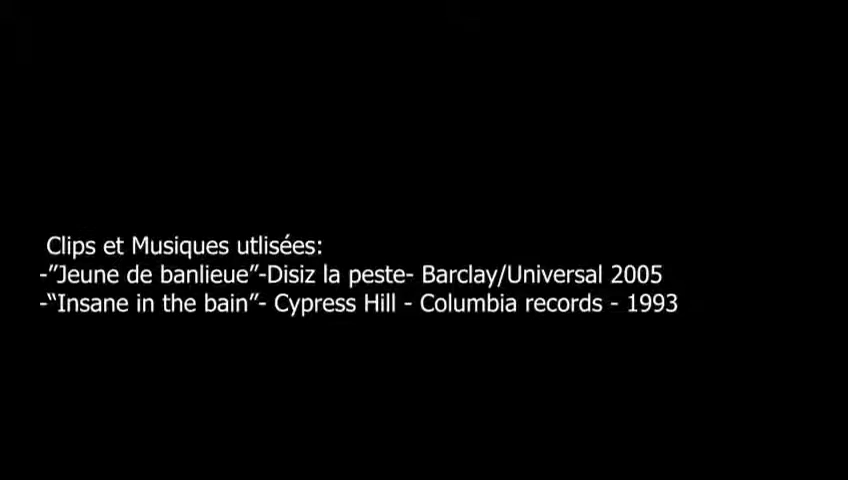 Clips et Musiques utlisées:
-"Jeune de banlieue"-Disiz la peste- Barclay/Universal 2005
-"Insane in the bain"- Cypress Hill - Columbia records - 1993